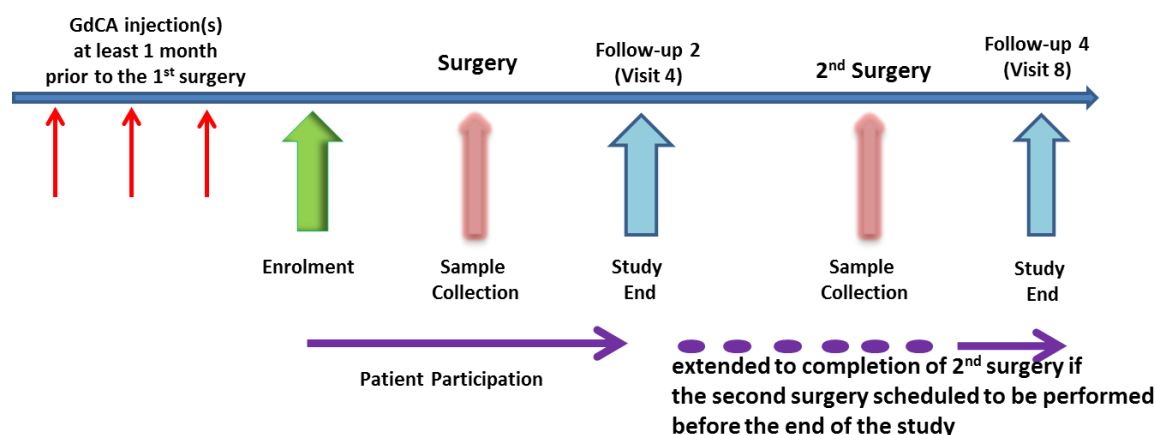 GdCA injection(s)
at least 1 month
prior to the 1st surgery
Surgery
Follow-up 2
(Visit 4)
2nd Surgery
Follow-up 4
(Visit 8)
Enrolment
Sample
Collection
Study
End
Sample
Collection
Study
End
Patient Participation
extended to completion of 2nd surgery if
the second surgery scheduled to be performed
before the end of the study